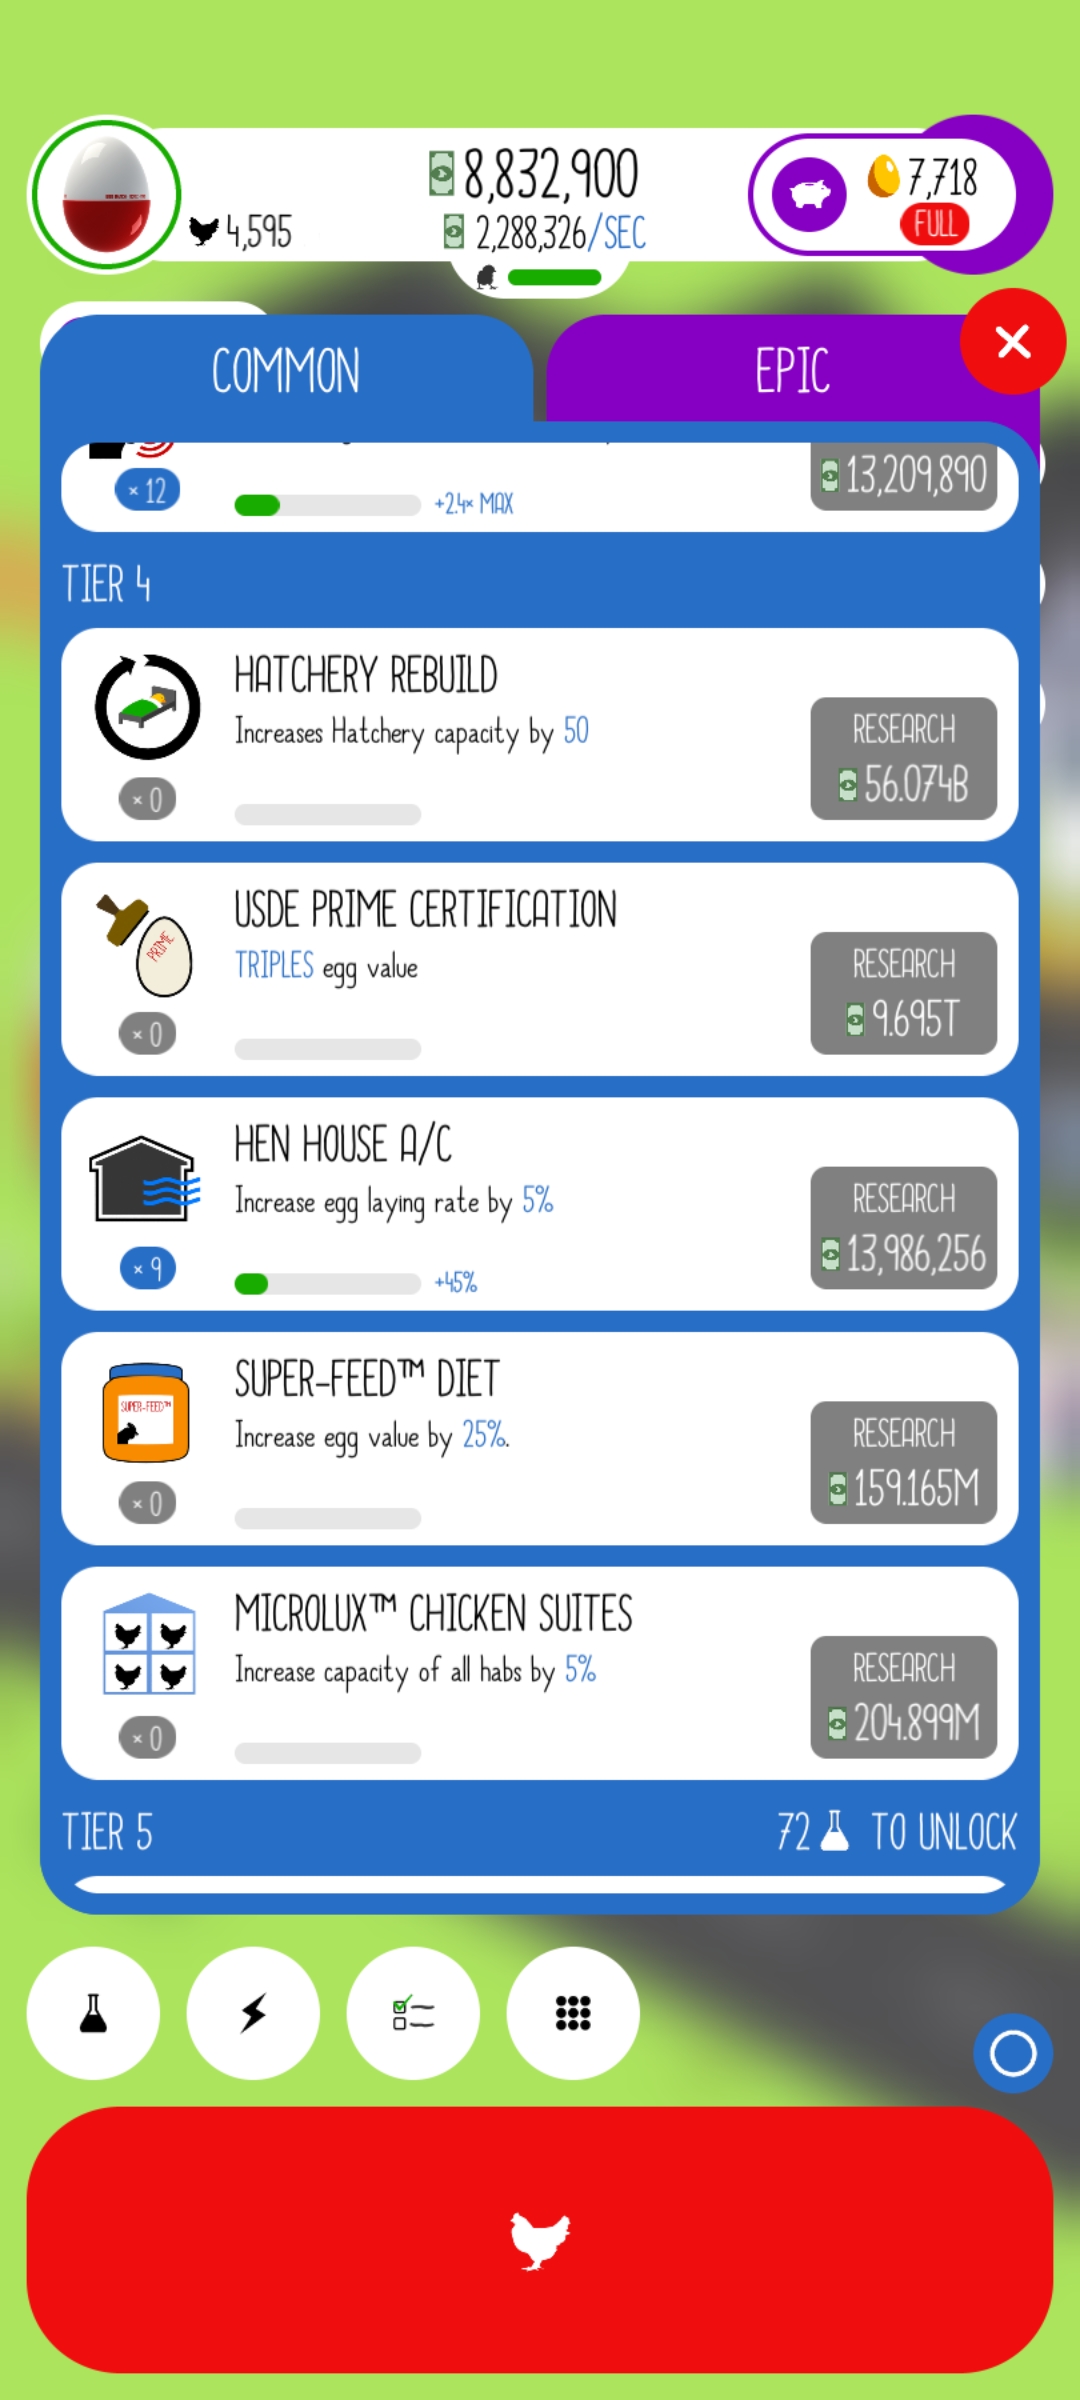 8,832,900
4,595
2,288,326/SEC
7,718
FULL
COMMON
EPIC
× 12
+2.4× MAX
13,209,890
TIER 4
HATCHERY REBUILD
Increases Hatchery capacity by 50
× 0
RESEARCH
56.074B
USDE PRIME CERTIFICATION
TRIPLES egg value
PRIME
× 0
RESEARCH
9.695T
HEN HOUSE A/C
Increase egg laying rate by 5%
× 9
+45%
RESEARCH
13,986,256
SUPER-FEED™ DIET
Increase egg value by 25%.
SUPER-FEED™
× 0
RESEARCH
159.165M
MICROLUX™ CHICKEN SUITES
Increase capacity of all habs by 5%
× 0
RESEARCH
204.899M
TIER 5
72 TO UNLOCK